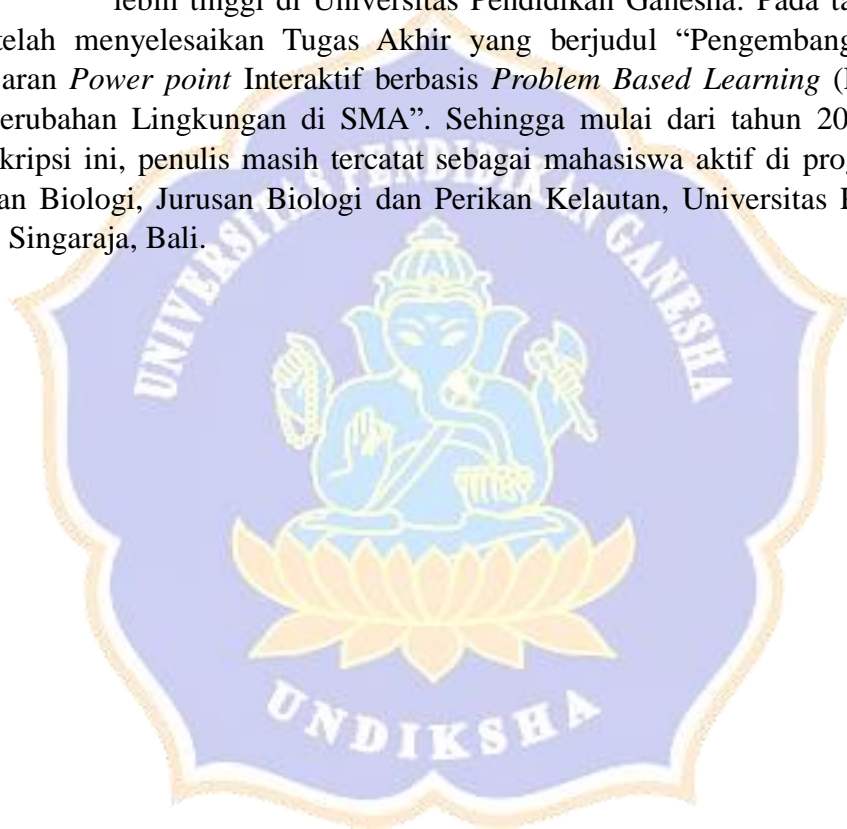 lebih tinggi di Universitas Pendidikan Ganesha. Pada ta
telah menyelesaikan Tugas Akhir yang berjudul “Pengembang
aran Power point Interaktif berbasis Problem Based Learning (
erubahan Lingkungan di SMA”. Sehingga mulai dari tahun 20
kripsi ini, penulis masih tercatat sebagai mahasiswa aktif di prog
an Biologi, Jurusan Biologi dan Perikan Kelautan, Universitas
Singaraja, Bali.
UNIVERSITAS PENDIDIKAN GANESHA
UNDIKSHA